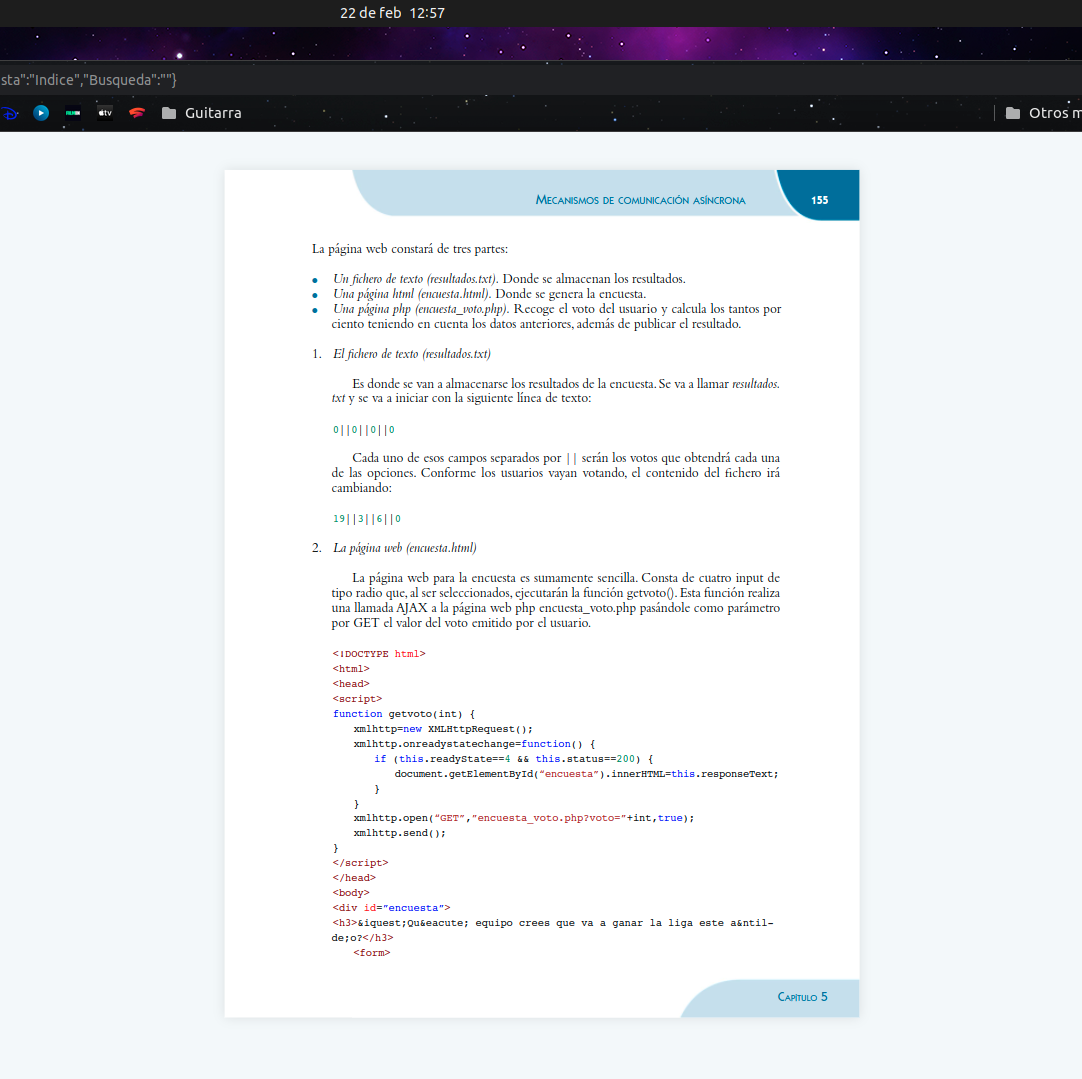 22 de feb 12:57
sta":"Indice","Busqueda":""}
tv
Guitarra
Otros m
MECANISMOS DE COMUNICACIÓN ASÍNCRONA
155
La página web constará de tres partes:
• Un fichero de texto (resultados.txt). Donde se almacenan los resultados.
• Una página html (encuesta.html). Donde se genera la encuesta.
• Una página php (encuesta_voto.php). Recoge el voto del usuario y calcula los tantos por
ciento teniendo en cuenta los datos anteriores, además de publicar el resultado.
1. El fichero de texto (resultados.txt)
Es donde se van a almacenarse los resultados de la encuesta. Se va a llamar resultados.
txt y se va a iniciar con la siguiente línea de texto:
0||0||0||0
Cada uno de esos campos separados por || serán los votos que obtendrá cada una
de las opciones. Conforme los usuarios vayan votando, el contenido del fichero irá
cambiando:
19||3||6||0
2. La página web (encuesta.html)
La página web para la encuesta es sumamente sencilla. Consta de cuatro input de
tipo radio que, al ser seleccionados, ejecutarán la función getvoto(). Esta función realiza
una llamada AJAX a la página web php encuesta_voto.php pasándole como parámetro
por GET el valor del voto emitido por el usuario.
<!DOCTYPE html>
<html>
<head>
<script>
function getvoto(int) {
xmlhttp=new XMLHttpRequest();
xmlhttp.onreadystatechange=function() {
if (this.readyState==4 && this.status==200) {
document.getElementById("encuesta").innerHTML=this.responseText;
}
}
xmlhttp.open("GET","encuesta_voto.php?voto="+int,true);
xmlhttp.send();
}
</script>
</head>
<body>
<div id="encuesta">
<h3>&iquest;Qu&eacute; equipo crees que va a ganar la liga este a&ntil-
de;o?</h3>
<form>
CAPÍTULO 5